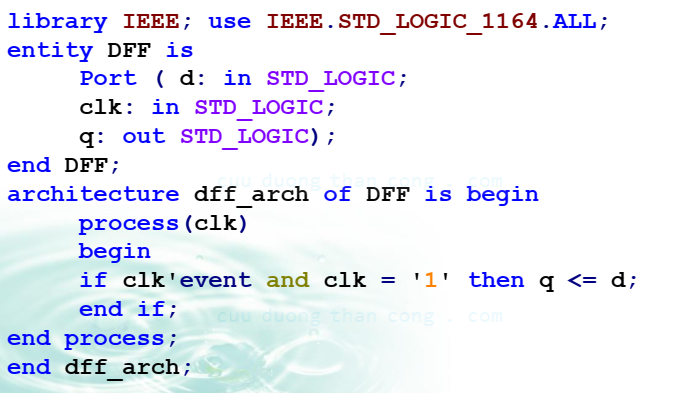 library IEEE; use IEEE.STD_LOGIC_1164.ALL;
entity DFF is
Port ( d: in STD_LOGIC;
clk: in STD_LOGIC;
q: out STD_LOGIC);
end DFF;
cuu duong than cong . com
architecture dff_arch of DFF is begin
process(clk)
begin
if clk'event and clk = '1' then q <= d;
end if;
cuu duong than cong . com
end process;
end dff_arch;